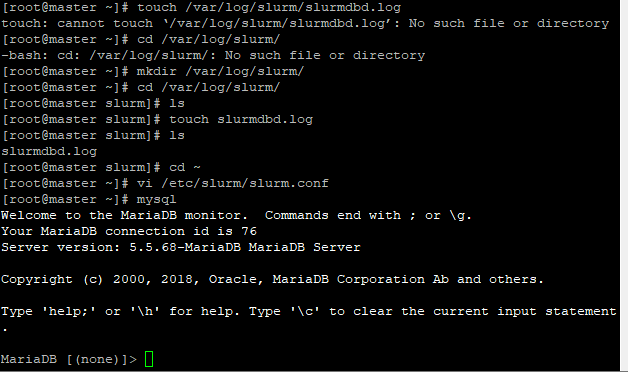 [root@master ~]# touch /var/log/slurm/slurmdbd.log
touch: cannot touch ‘/var/log/slurm/slurmdbd.log’: No such file or directory
[root@master ~]# cd /var/log/slurm/
-bash: cd: /var/log/slurm/: No such file or directory
[root@master ~]# mkdir /var/log/slurm/
[root@master ~]# cd /var/log/slurm/
[root@master slurm]# ls
[root@master slurm]# touch slurmdbd.log
[root@master slurm]# ls
slurmdbd.log
[root@master slurm]# cd ~
[root@master ~]# vi /etc/slurm/slurm.conf
[root@master ~]# mysql
Welcome to the MariaDB monitor.  Commands end with ; or \g.
Your MariaDB connection id is 76
Server version: 5.5.68-MariaDB MariaDB Server
Copyright (c) 2000, 2018, Oracle, MariaDB Corporation Ab and others.
Type 'help;' or '\h' for help. Type '\c' to clear the current input statement
.
MariaDB [(none)]>